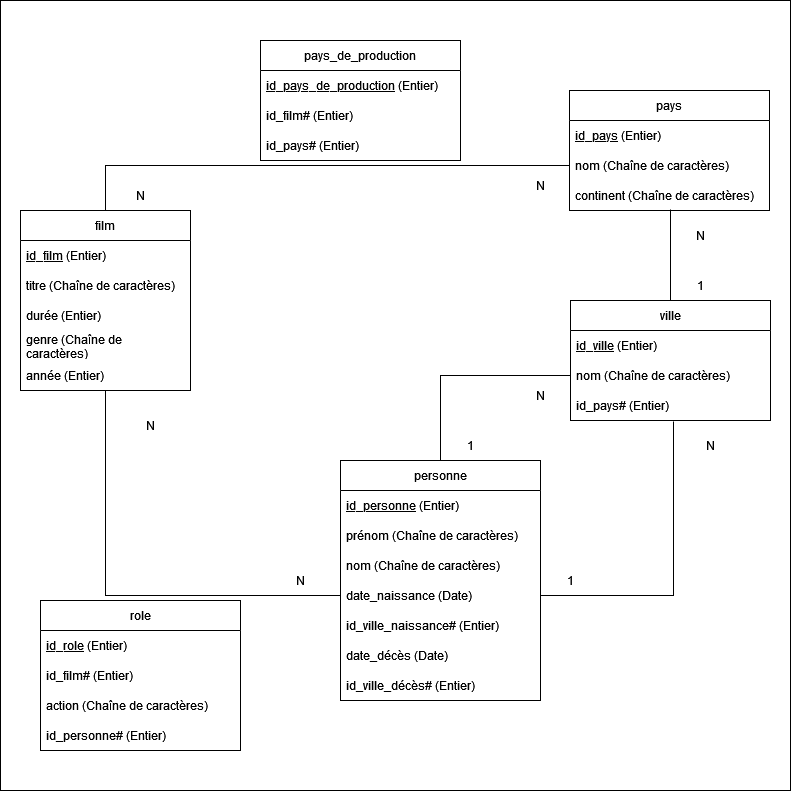 pays_de_production
id_pays_de_production (Entier)
id_film# (Entier)
id_pays# (Entier)
pays
id_pays (Entier)
nom (Chaîne de caractères)
continent (Chaîne de caractères)
N
N
film
id_film (Entier)
titre (Chaîne de caractères)
durée (Entier)
genre (Chaîne de
caractères)
année (Entier)
N
1
ville
id_ville (Entier)
nom (Chaîne de caractères)
id_pays# (Entier)
N
N
1
N
personne
id_personne (Entier)
prénom (Chaîne de caractères)
nom (Chaîne de caractères)
date_naissance (Date)
id_ville_naissance# (Entier)
date_décès (Date)
id_ville_décès# (Entier)
N
1
role
id_role (Entier)
id_film# (Entier)
action (Chaîne de caractères)
id_personne# (Entier)